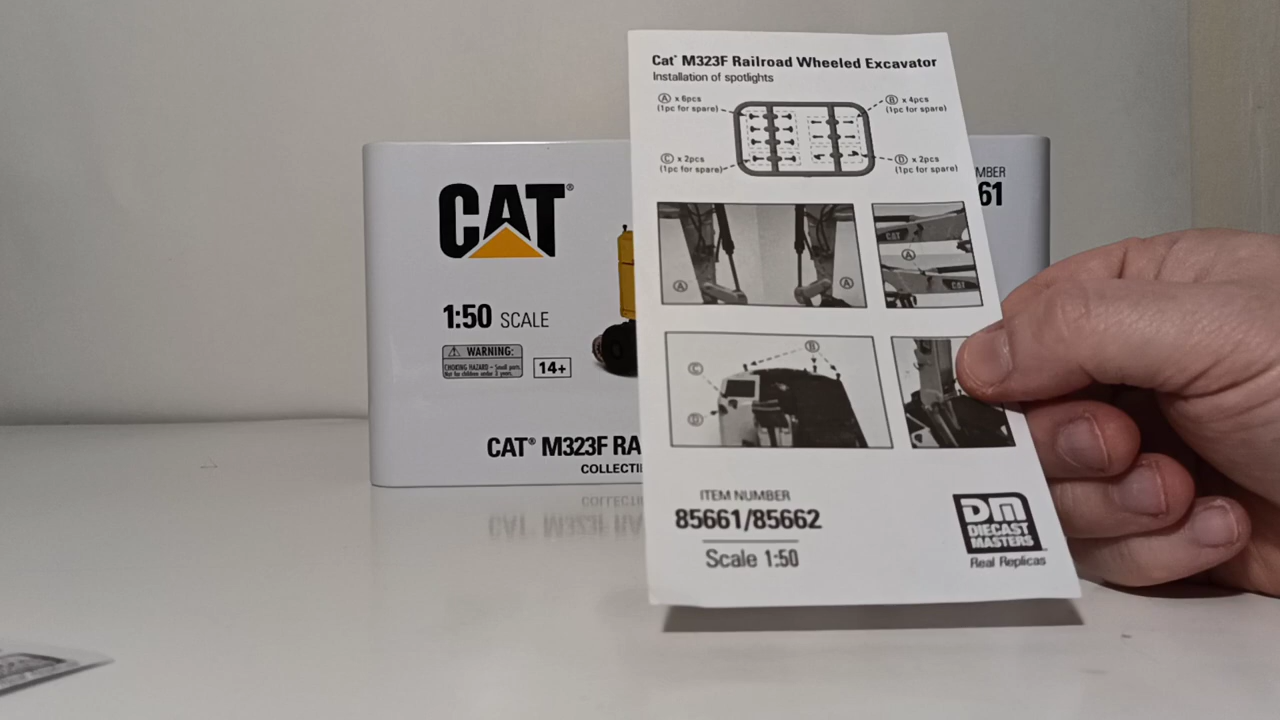 Cat® M323F Railroad Wheeled Excavator
Installation of spotlights
A x 6pcs
(1pc for spare)
B x 4pcs
(1pc for spare)
C x 2pcs
(1pc for spare)
D x 2pcs
(1pc for spare)
A
A
CAT
A
CAT
B
C
D
ITEM NUMBER
85661/85662
Scale 1:50
DM
DIECAST
MASTERS
Real Replicas
CAT®
1:50 SCALE
WARNING:
CHOKING HAZARD - Small parts.
Not for children under 3 years.
14+
CAT® M323F RA
COLLECTI
MBER
61